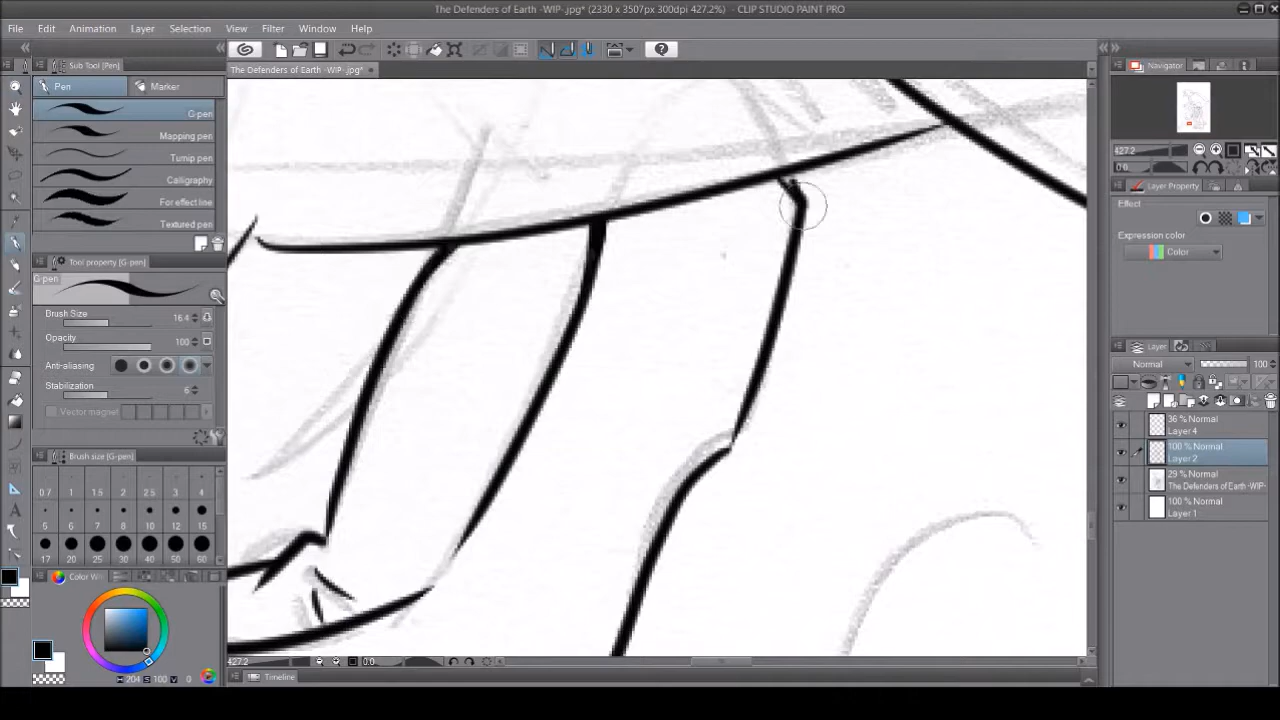 The Defenders of Earth -WIP-.jpg* (2330 x 3507px 300dpi 427.2%) - CLIP STUDIO PAINT PRO
File Edit Animation Layer Selection View Filter Window Help
Sub Tool [Pen]
The Defenders of Earth -WIP-.jpg*
Navigator
Pen
Marker
G-pen
Mapping pen
Turnip pen
Calligraphy
For effect line
Textured pen
427.2
0.0
Layer Property
Effect
Expression color
Color
Tool property [G-pen]
G-pen
Brush Size
16.4
Opacity
100
Anti-aliasing
Stabilization
6
Vector magnet
Layer
Normal
100
36 % Normal
Layer 4
100 % Normal
Layer 2
29 % Normal
The Defenders of Earth -WIP-
100 % Normal
Layer 1
Brush size [G-pen]
0.7 1 1.5 2 2.5 3 4
5 6 7 8 10 12 15
17 20 25 30 40 50 60
Color W
204 S 100 V 0
427.2
0.0
Timeline